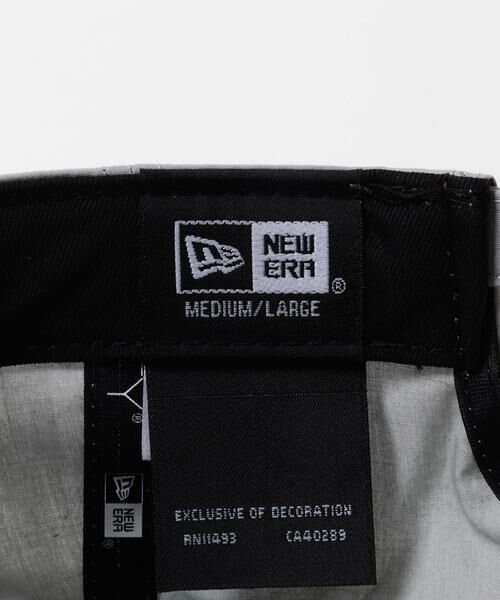 NEW
ERA
®
MEDIUM/LARGE
®
NEW
ERA
EXCLUSIVE OF DECORATION
RN11493 CA40289